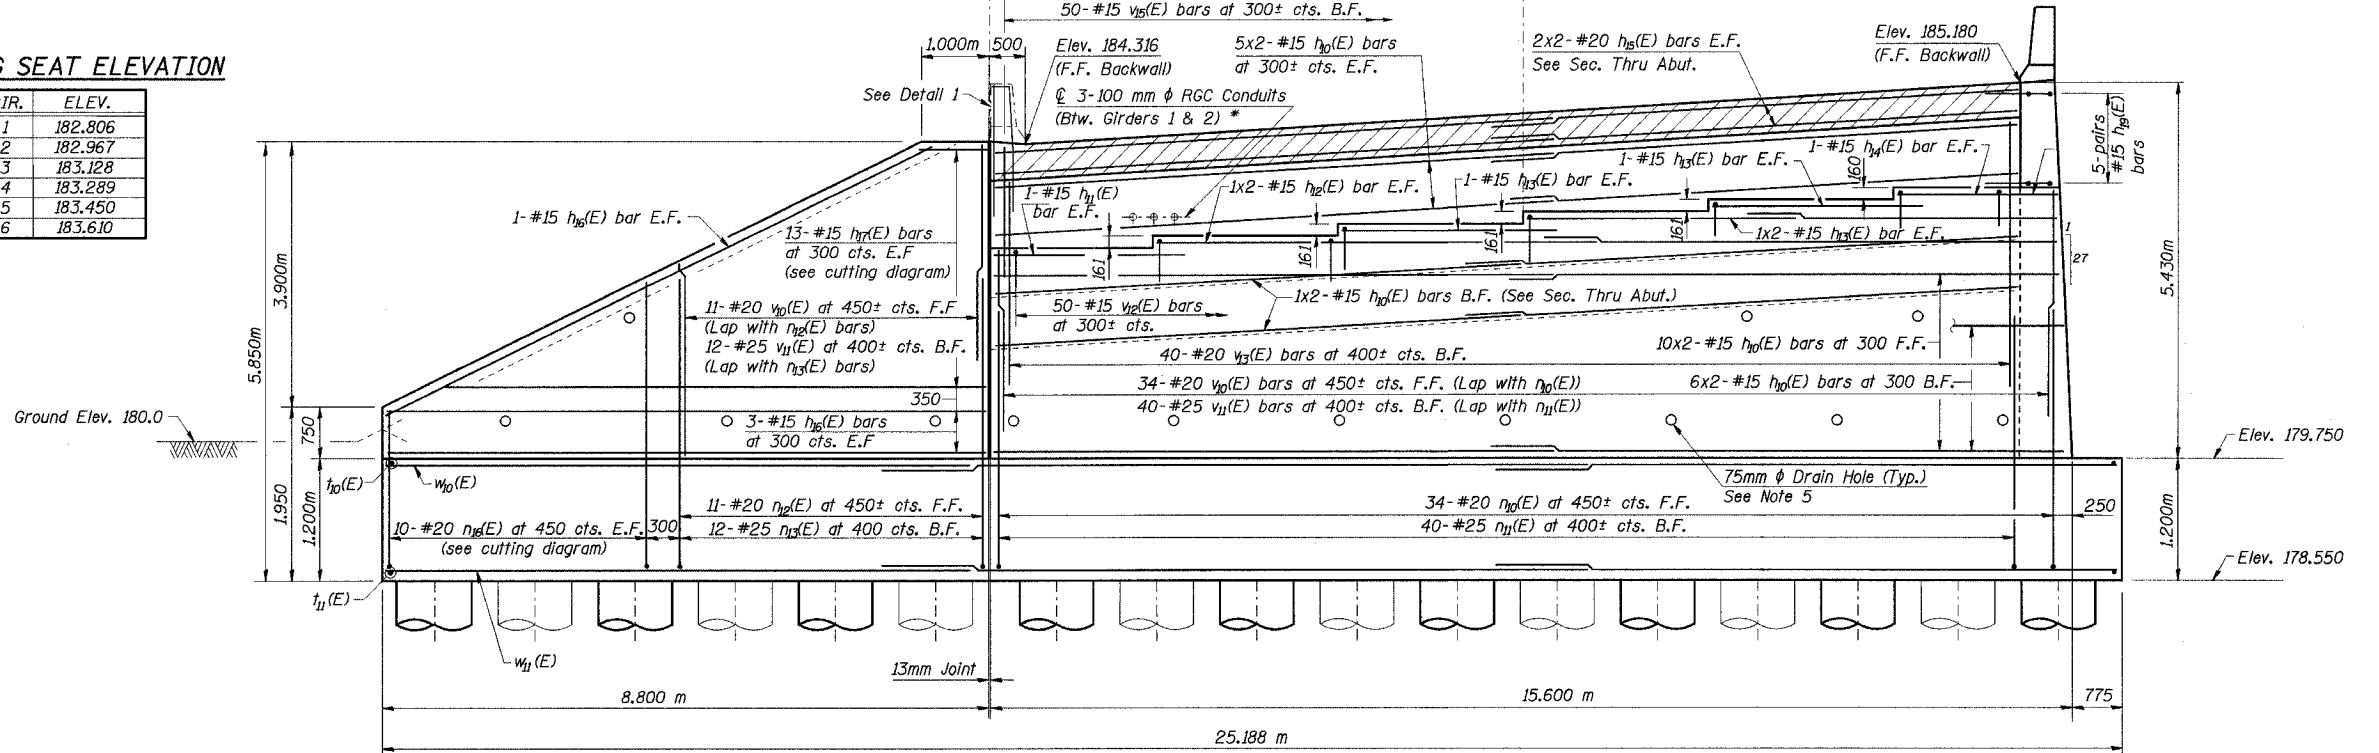 50-#15 v15(E) bars at 300± cts. B.F.
SEAT ELEVATION
IR. ELEV.
1 182.806
2 182.967
3 183.128
4 183.289
5 183.450
6 183.610
1.000m 500
Elev. 184.316
(F.F. Backwall)
5x2-#15 h10(E) bars
at 300± cts. E.F.
2x2-#20 h15(E) bars E.F.
See Sec. Thru Abut.
Elev. 185.180
(F.F. Backwall)
See Detail 1
℄ 3-100 mm ϕ RGC Conduits
(Btw. Girders 1 & 2) *
5-pairs
#15 h19(E)
bars
1-#15 h16(E) bar E.F.
13-#15 h17(E) bars
at 300 cts. E.F
(see cutting diagram)
1-#15 h11(E)
bar E.F.
1x2-#15 h12(E) bar E.F.
1-#15 h13(E) bar E.F.
1-#15 h13(E) bar E.F.
1-#15 h14(E) bar E.F.
160
161
161
161
161
1x2-#15 h13(E) bar E.F.
1
27
3.900m
5.850m
5.430m
11-#20 v10(E) at 450± cts. F.F
(Lap with n12(E) bars)
12-#25 v11(E) at 400± cts. B.F.
(Lap with n13(E) bars)
1x2-#15 h10(E) bars B.F. (See Sec. Thru Abut.)
50-#15 v12(E) bars
at 300± cts.
40-#20 v13(E) bars at 400± cts. B.F.
10x2-#15 h10(E) bars at 300 F.F.
34-#20 v10(E) bars at 450± cts. F.F. (Lap with n10(E))
40-#25 v11(E) bars at 400± cts. B.F. (Lap with n11(E))
6x2-#15 h10(E) bars at 300 B.F.
350
Ground Elev. 180.0
750
3-#15 h16(E) bars
at 300 cts. E.F
Elev. 179.750
t10(E)
w10(E)
75mm ϕ Drain Hole (Typ.)
See Note 5
1.950
1.200m
11-#20 n12(E) at 450± cts. F.F.
10-#20 n16(E) at 450 cts. E.F.
(see cutting diagram)
300
12-#25 n13(E) at 400 cts. B.F.
34-#20 n10(E) at 450± cts. F.F.
40-#25 n11(E) at 400± cts. B.F.
250
1.200m
Elev. 178.550
t11(E)
w11(E)
13mm Joint
8.800 m
15.600 m
775
25.188 m